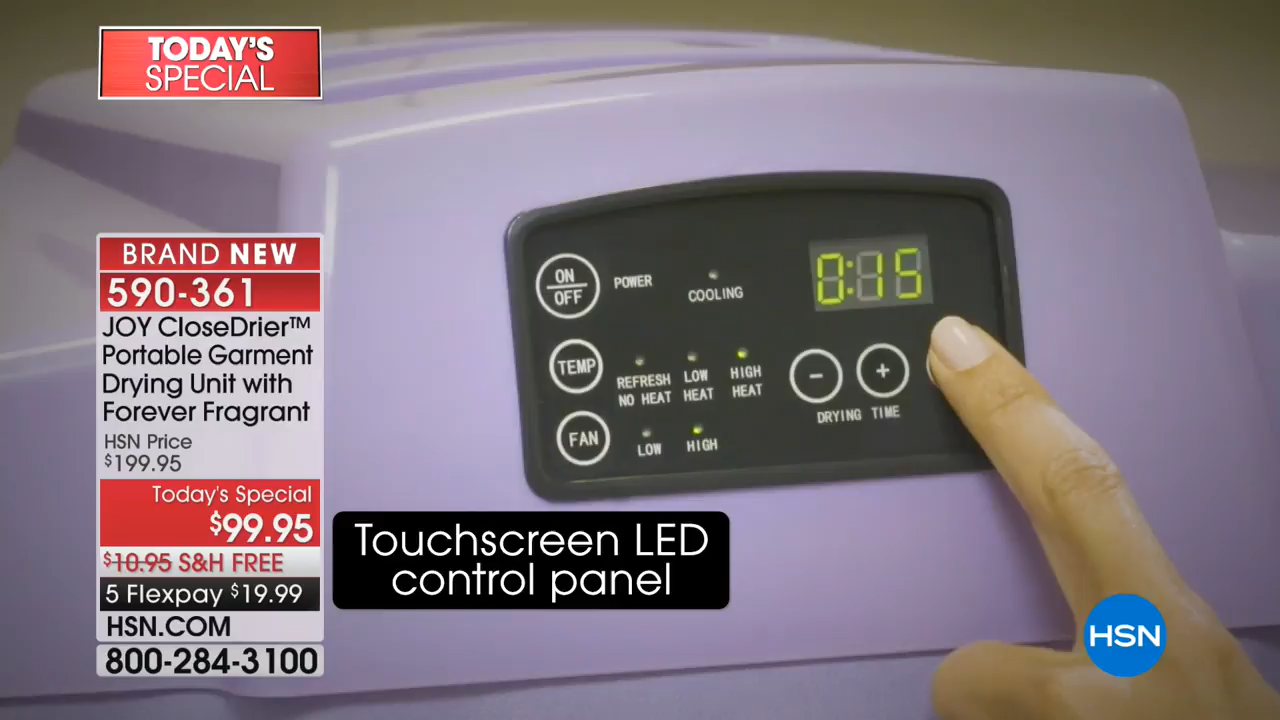 TODAY'S
SPECIAL
BRAND NEW
590-361
JOY CloseDrier™
Portable Garment
Drying Unit with
Forever Fragrant
HSN Price
$199.95
Today's Special
$99.95
$10.95 S&H FREE
5 Flexpay $19.99
HSN.COM
800-284-3100
ON
OFF
POWER
COOLING
0:15
TEMP
REFRESH
NO HEAT
LOW
HEAT
HIGH
HEAT
-
+
DRYING TIME
FAN
LOW
HIGH
Touchscreen LED
control panel
HSN